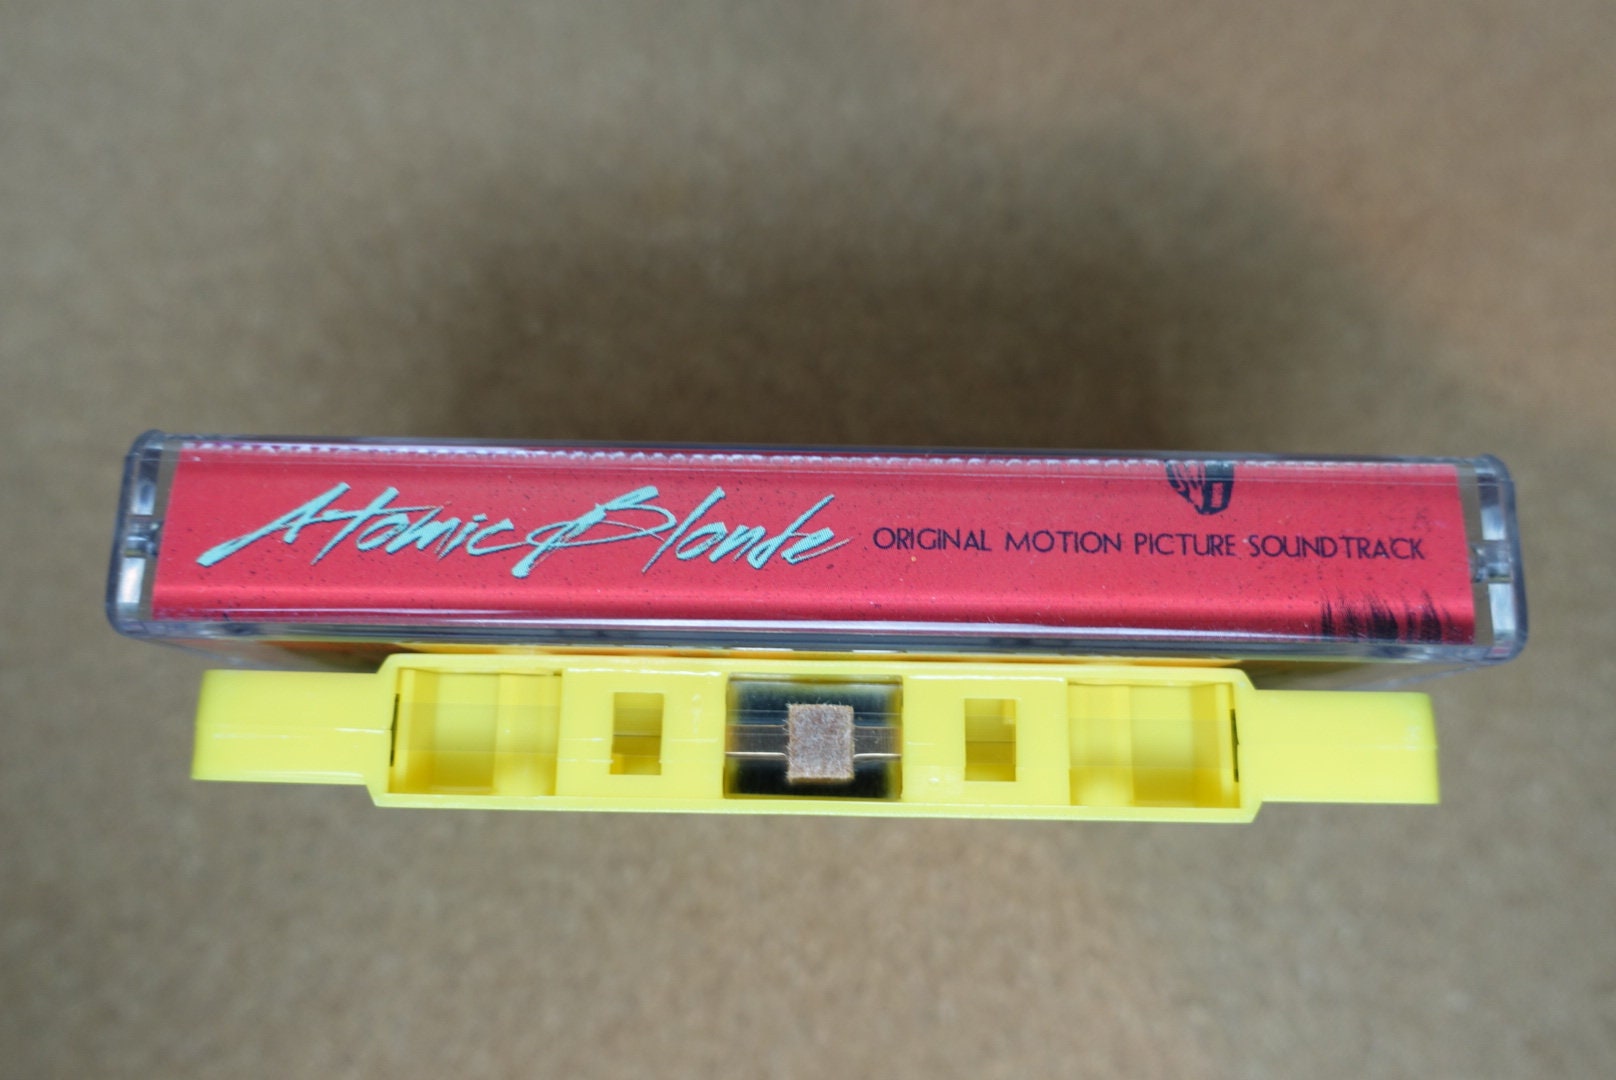 Atomic Blonde
ORIGINAL MOTION PICTURE SOUNDTRACK